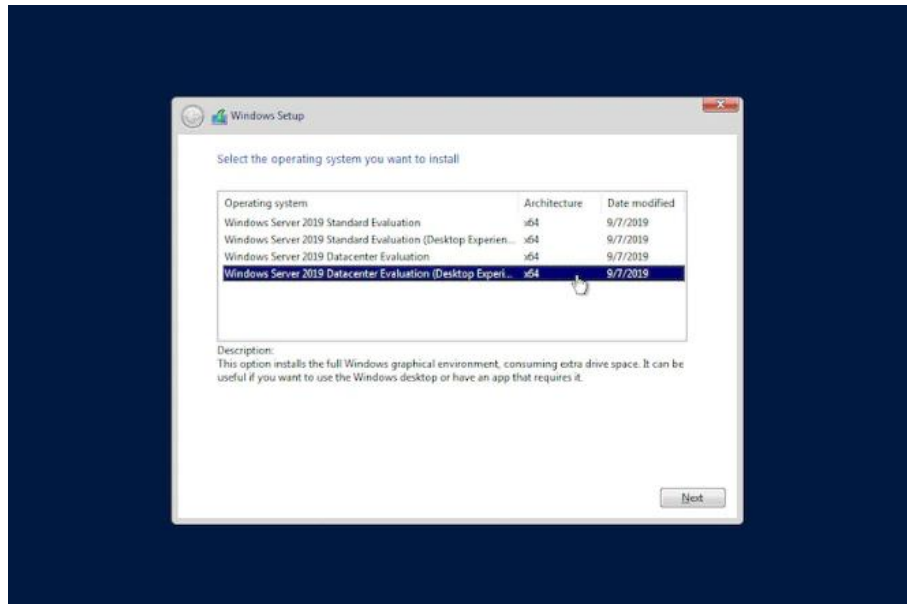 Windows Setup
Select the operating system you want to install
Operating system Architecture Date modified
Windows Server 2019 Standard Evaluation x64 9/7/2019
Windows Server 2019 Standard Evaluation (Desktop Experien... x64 9/7/2019
Windows Server 2019 Datacenter Evaluation x64 9/7/2019
Windows Server 2019 Datacenter Evaluation (Desktop Experi... x64 9/7/2019
Description:
This option installs the full Windows graphical environment, consuming extra drive space. It can be
useful if you want to use the Windows desktop or have an app that requires it.
Next